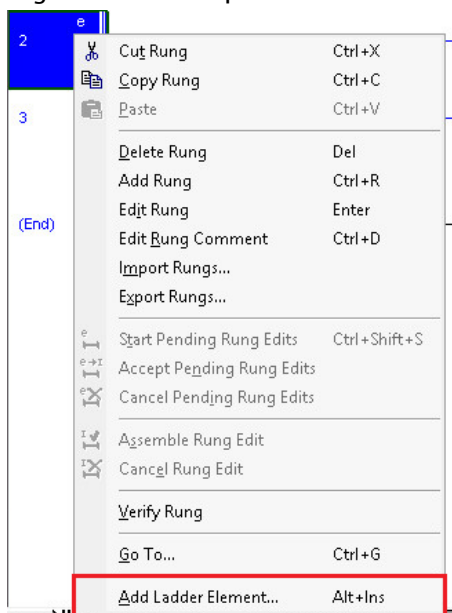 e
2
Cut Rung Ctrl+X
Copy Rung Ctrl+C
3
Paste Ctrl+V
Delete Rung Del
Add Rung Ctrl+R
(End)
Edit Rung Enter
Edit Rung Comment Ctrl+D
Import Rungs...
Export Rungs...
e
Start Pending Rung Edits Ctrl+Shift+S
e→I
Accept Pending Rung Edits
e
Cancel Pending Rung Edits
I
Assemble Rung Edit
I
Cancel Rung Edit
Verify Rung
Go To... Ctrl+G
Add Ladder Element... Alt+Ins